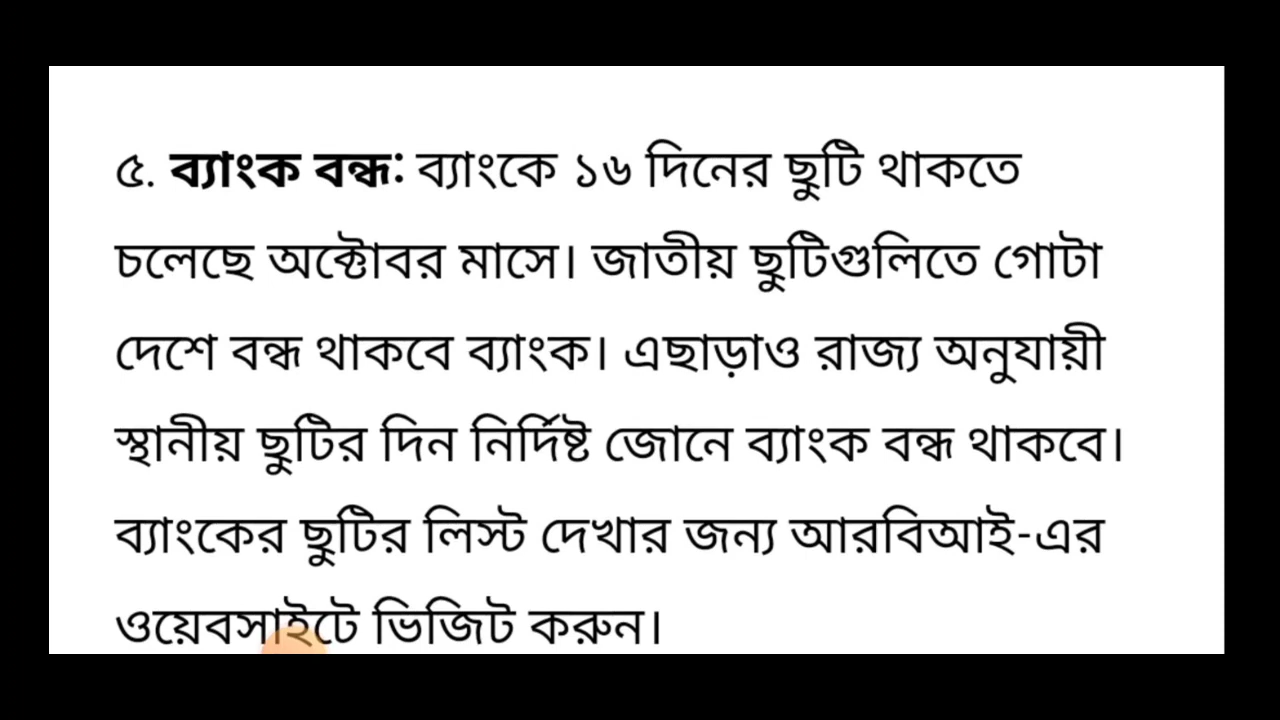 ৫. ব্যাংক বন্ধ: ব্যাংকে ১৬ দিনের ছুটি থাকতে
চলেছে অক্টোবর মাসে। জাতীয় ছুটিগুলিতে গোটা
দেশে বন্ধ থাকবে ব্যাংক। এছাড়াও রাজ্য অনুযায়ী
স্থানীয় ছুটির দিন নির্দিষ্ট জোনে ব্যাংক বন্ধ থাকবে।
ব্যাংকের ছুটির লিস্ট দেখার জন্য আরবিআই-এর
ওয়েবসাইটে ভিজিট করুন।